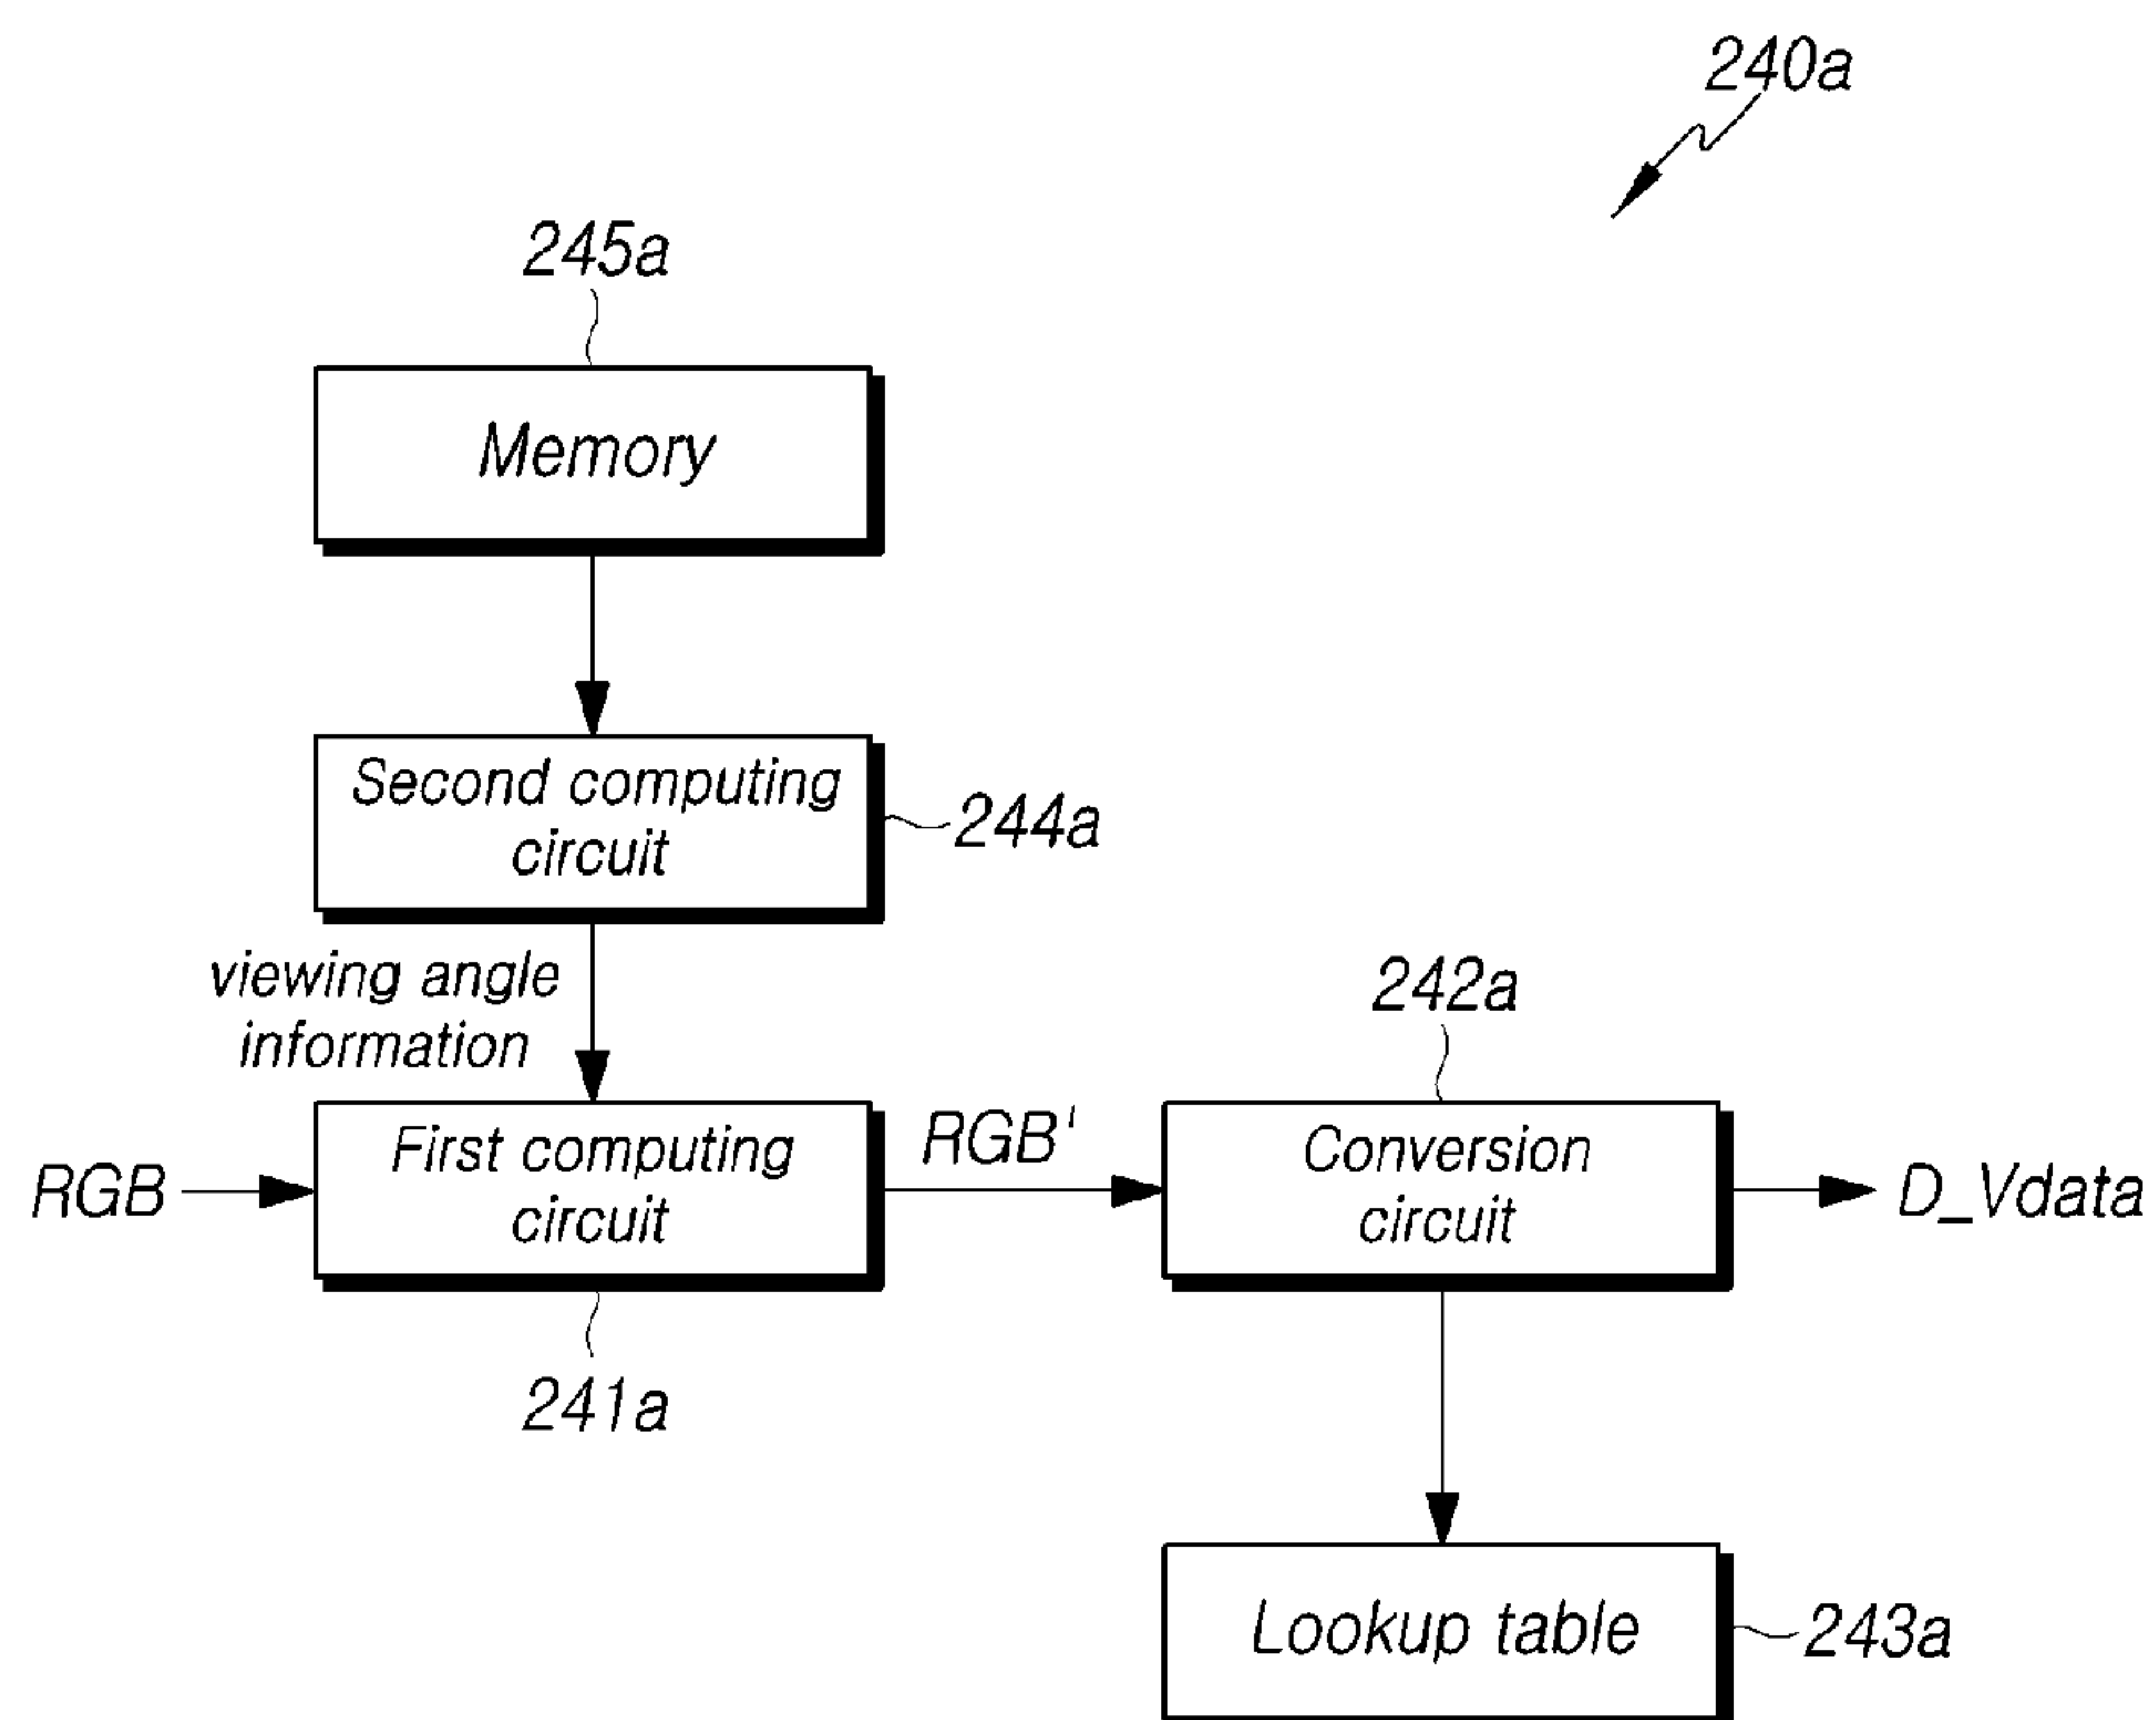 240a
245a
Memory
Second computing
circuit
244a
viewing angle
information
242a
RGB
First computing
circuit
RGB'
Conversion
circuit
D_Vdata
241a
Lookup table
243a